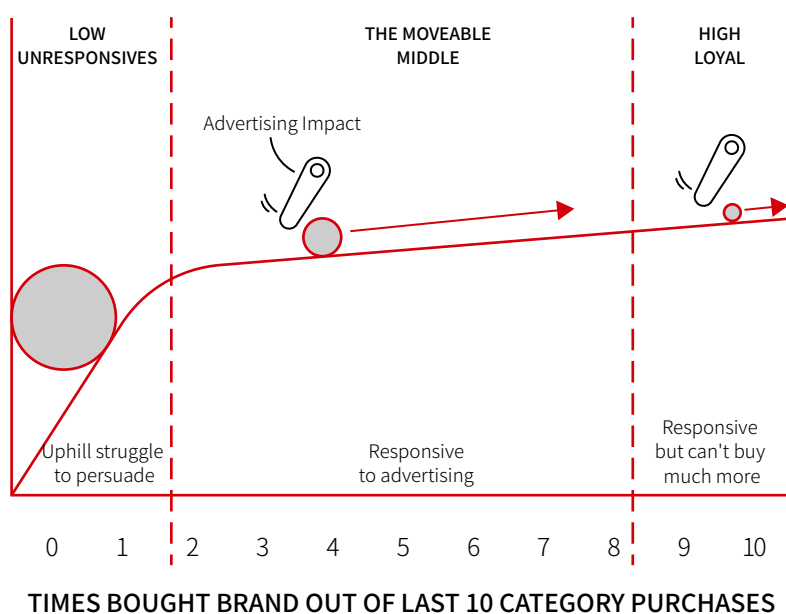 LOW
UNRESPONSIVES
THE MOVEABLE
MIDDLE
HIGH
LOYAL
Advertising Impact
Uphill struggle
to persuade
Responsive
to advertising
Responsive
but can't buy
much more
0 1 2 3 4 5 6 7 8 9 10
TIMES BOUGHT BRAND OUT OF LAST 10 CATEGORY PURCHASES